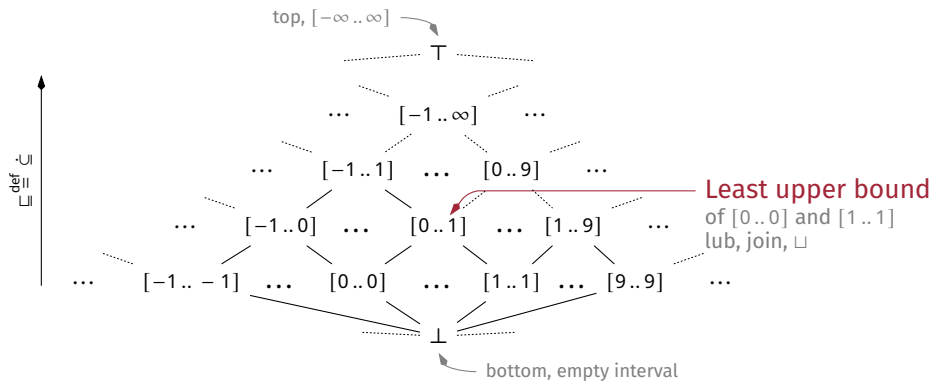 top, [−∞ .. ∞]
⊤
... [−1 .. ∞] ...
... [−1 .. 1] ... [0 .. 9] ...
⊑ def= ⊆̇
Least upper bound
of [0 .. 0] and [1 .. 1]
lub, join, ⊔
... [−1 .. 0] ... [0 .. 1] ... [1 .. 9] ...
... [−1 .. −1] ... [0 .. 0] ... [1 .. 1] ... [9 .. 9] ...
⊥
bottom, empty interval